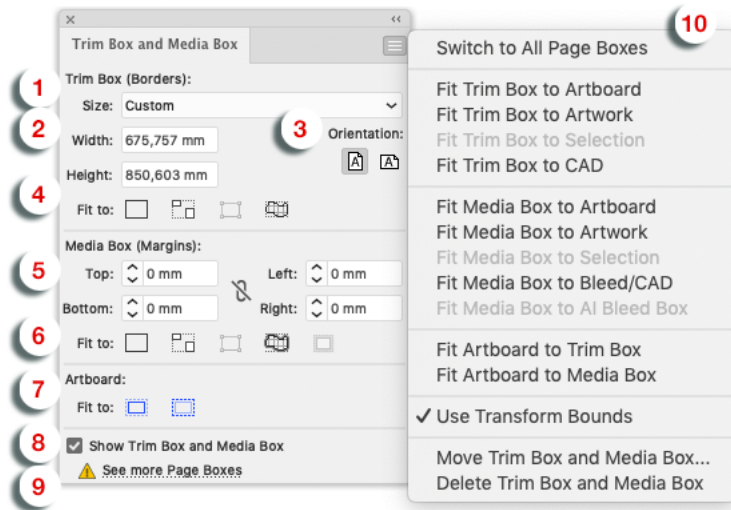 Trim Box and Media Box
1
Trim Box (Borders):
Size: Custom
2
Width: 675,757 mm
3
Orientation:
A A
Height: 850,603 mm
4
Fit to:
Media Box (Margins):
5
Top: 0 mm Left: 0 mm
Bottom: 0 mm Right: 0 mm
6
Fit to:
7
Artboard:
Fit to:
8
Show Trim Box and Media Box
9
See more Page Boxes
10
Switch to All Page Boxes
Fit Trim Box to Artboard
Fit Trim Box to Artwork
Fit Trim Box to Selection
Fit Trim Box to CAD
Fit Media Box to Artboard
Fit Media Box to Artwork
Fit Media Box to Selection
Fit Media Box to Bleed/CAD
Fit Media Box to AI Bleed Box
Fit Artboard to Trim Box
Fit Artboard to Media Box
✓ Use Transform Bounds
Move Trim Box and Media Box...
Delete Trim Box and Media Box